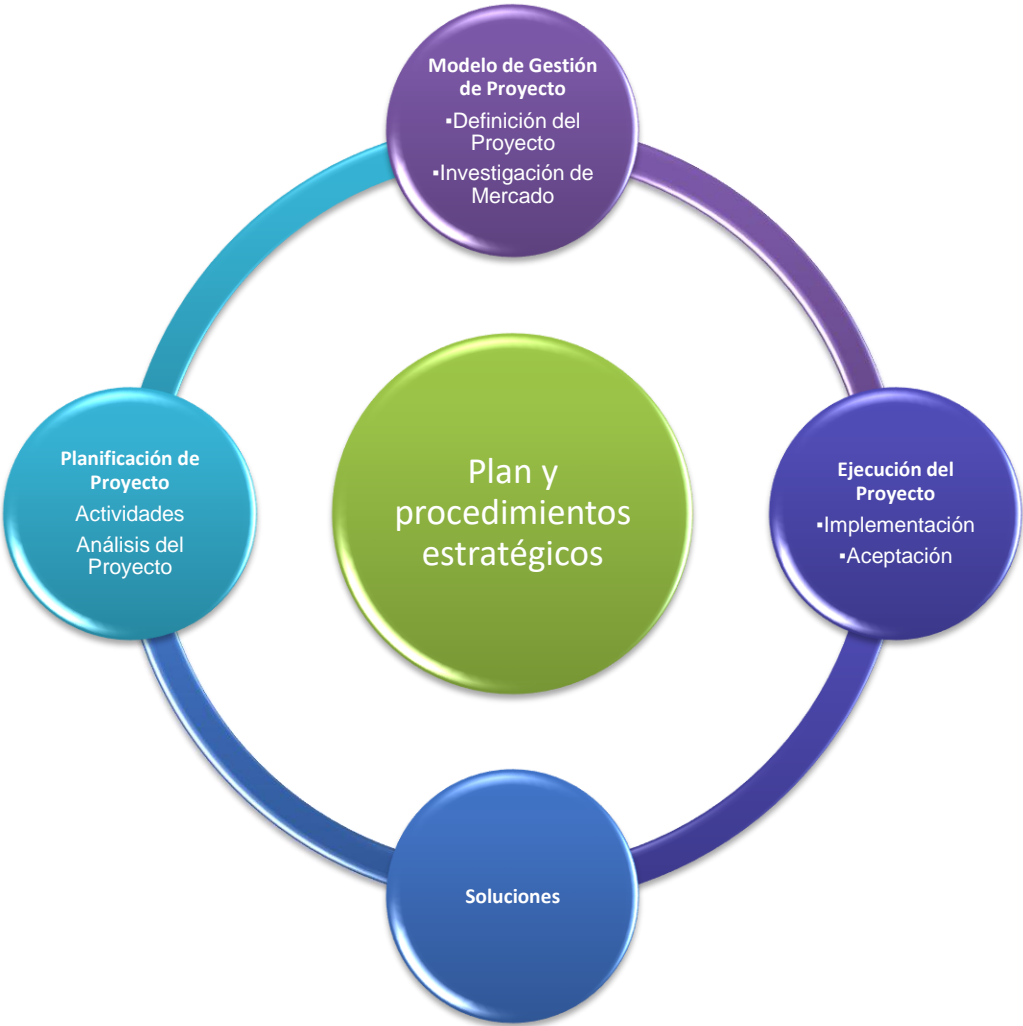 Modelo de Gestión
de Proyecto
▪Definición del
Proyecto
▪Investigación de
Mercado
Planificación de
Proyecto
Actividades
Análisis del
Proyecto
Plan y
procedimientos
estratégicos
Ejecución del
Proyecto
▪Implementación
▪Aceptación
Soluciones